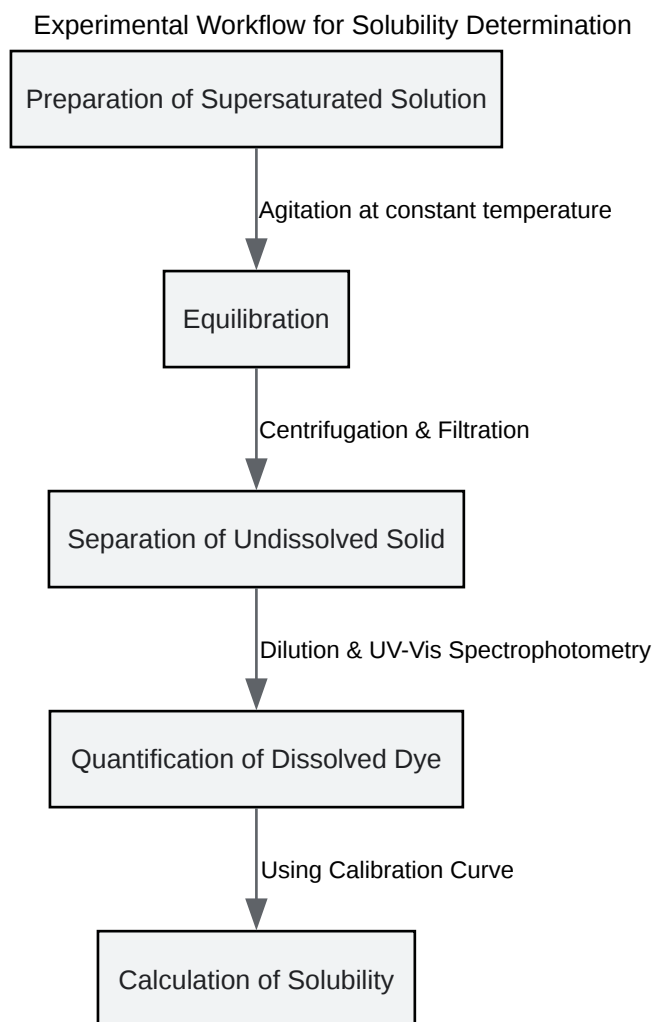 Experimental Workflow for Solubility Determination
Preparation of Supersaturated Solution
Agitation at constant temperature
Equilibration
Centrifugation & Filtration
Separation of Undissolved Solid
Dilution & UV-Vis Spectrophotometry
Quantification of Dissolved Dye
Using Calibration Curve
Calculation of Solubility